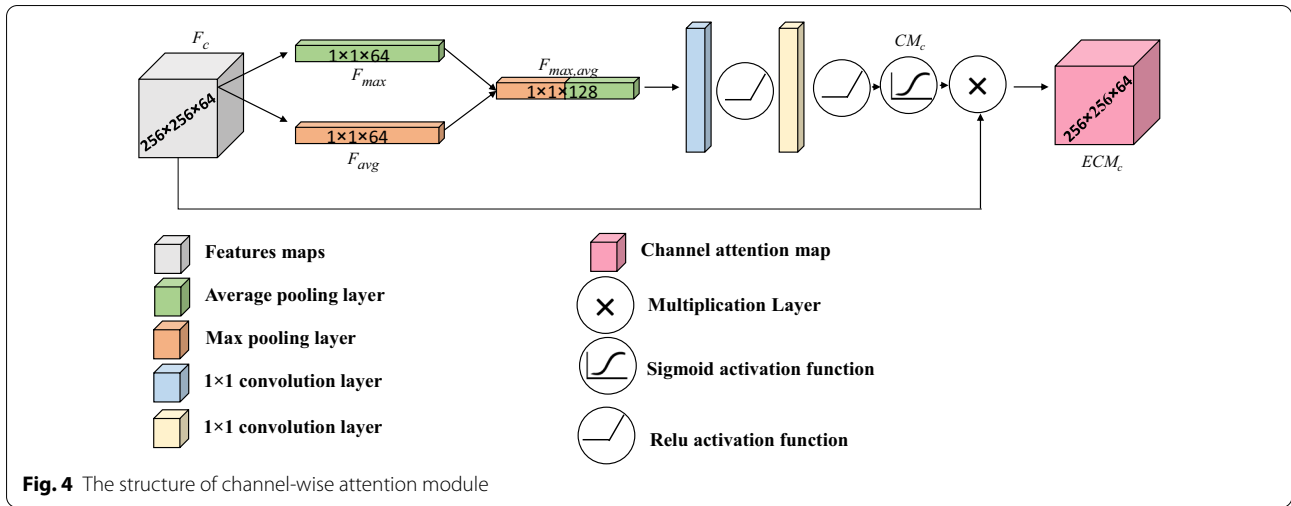 F_c
256×256×64
1×1×64
F_max
1×1×64
F_avg
F_max,avg
1×1×128
CM_c
×
256×256×64
ECM_c
Features maps
Average pooling layer
Max pooling layer
1×1 convolution layer
1×1 convolution layer
Channel attention map
×
Multiplication Layer
Sigmoid activation function
Relu activation function
Fig. 4 The structure of channel-wise attention module